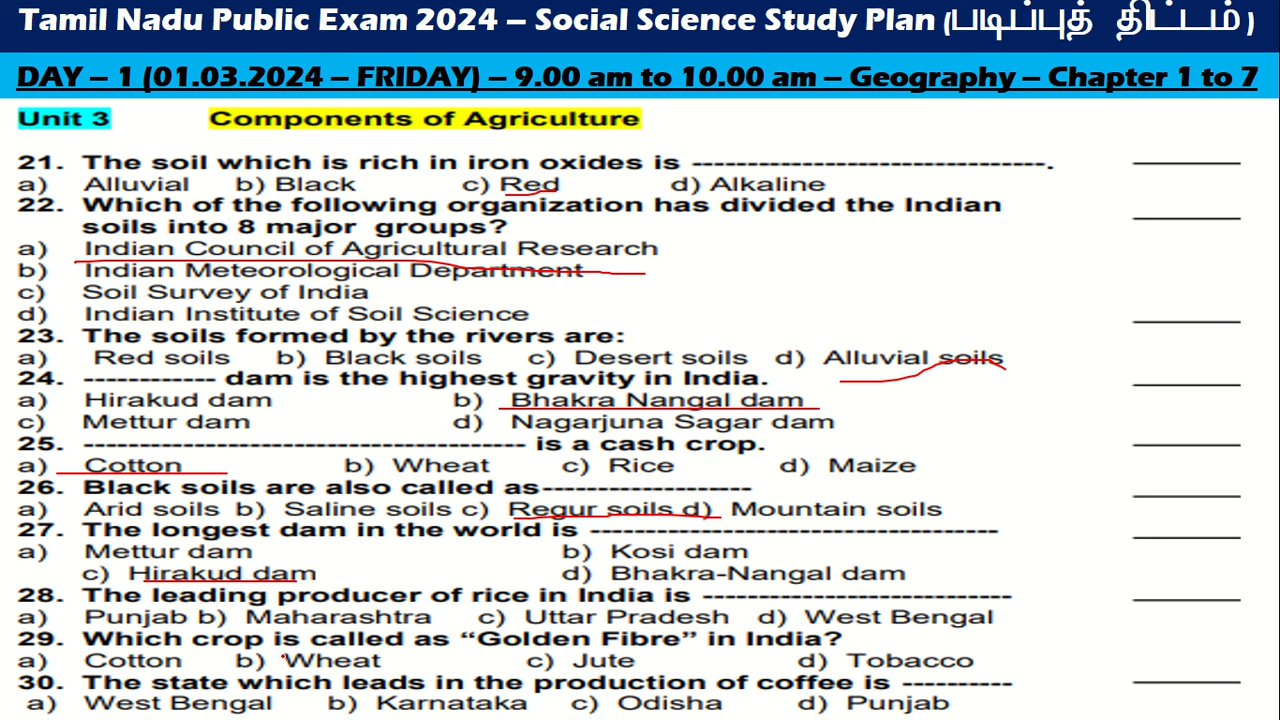 Tamil Nadu Public Exam 2024 – Social Science Study Plan (படிப்புத் திட்டம்)
DAY – 1 (01.03.2024 – FRIDAY) – 9.00 am to 10.00 am – Geography – Chapter 1 to 7
Unit 3 Components of Agriculture
21. The soil which is rich in iron oxides is --------------------------------.
a) Alluvial b) Black c) Red d) Alkaline
22. Which of the following organization has divided the Indian
soils into 8 major groups?
a) Indian Council of Agricultural Research
b) Indian Meteorological Department
c) Soil Survey of India
d) Indian Institute of Soil Science
23. The soils formed by the rivers are:
a) Red soils b) Black soils c) Desert soils d) Alluvial soils
24. ------------ dam is the highest gravity in India.
a) Hirakud dam b) Bhakra Nangal dam
c) Mettur dam d) Nagarjuna Sagar dam
25. ---------------------------------------- is a cash crop.
a) Cotton b) Wheat c) Rice d) Maize
26. Black soils are also called as-------------------
a) Arid soils b) Saline soils c) Regur soils d) Mountain soils
27. The longest dam in the world is -------------------------------------
a) Mettur dam b) Kosi dam
c) Hirakud dam d) Bhakra-Nangal dam
28. The leading producer of rice in India is ----------------------------
a) Punjab b) Maharashtra c) Uttar Pradesh d) West Bengal
29. Which crop is called as “Golden Fibre” in India?
a) Cotton b) Wheat c) Jute d) Tobacco
30. The state which leads in the production of coffee is ----------
a) West Bengal b) Karnataka c) Odisha d) Punjab